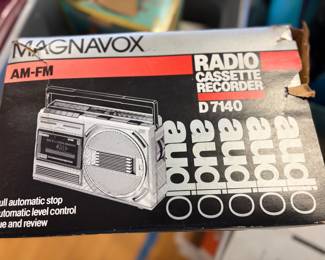 MAGNAVOX
AM-FM
RADIO
CASSETTE
RECORDER
D 7140
audio
audio
audio
audio
audio
ull automatic stop
utomatic level control
ue and review